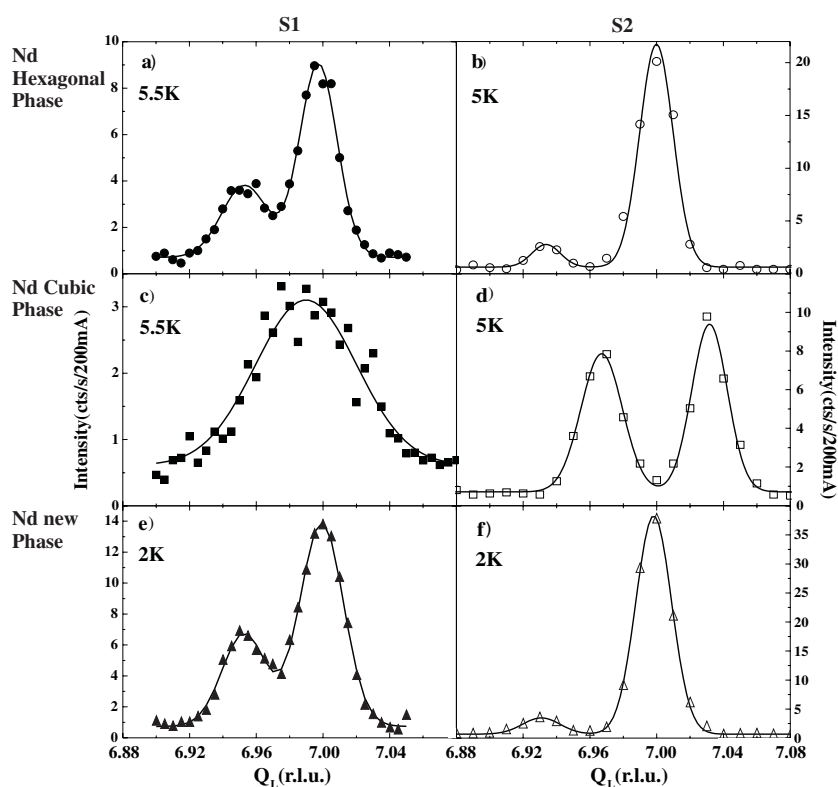 S1
S2
Nd
Hexagonal
Phase
a)
5.5K
10
8
6
4
2
0
b)
5K
20
15
10
5
0
Nd Cubic
Phase
c)
5.5K
3
2
1
0
Intensity(cts/s/200mA)
d)
5K
10
8
6
4
2
0
Intensity(cts/s/200mA)
Nd new
Phase
e)
2K
14
12
10
8
6
4
2
0
f)
2K
35
30
25
20
15
10
5
0
6.88 6.92 6.96 7.00 7.04 6.88 6.92 6.96 7.00 7.04 7.08
Q_L(r.l.u.) Q_L(r.l.u.)